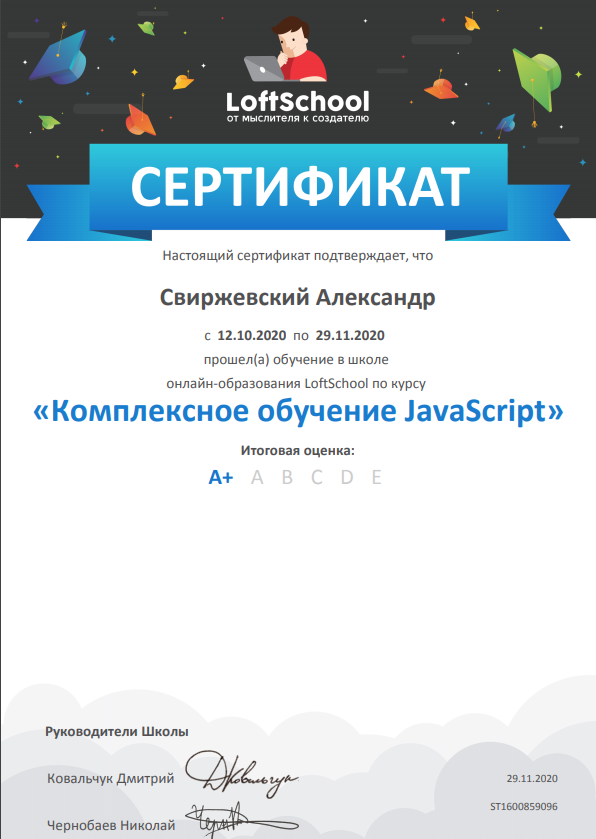 LoftSchool
от мыслителя к создателю
СЕРТИФИКАТ
Настоящий сертификат подтверждает, что
Свиржевский Александр
с 12.10.2020 по 29.11.2020
прошел(а) обучение в школе
онлайн-образования LoftSchool по курсу
«Комплексное обучение JavaScript»
Итоговая оценка:
A+ A B C D E
Руководители Школы
Ковальчук Дмитрий
Чернобаев Николай
29.11.2020
ST1600859096